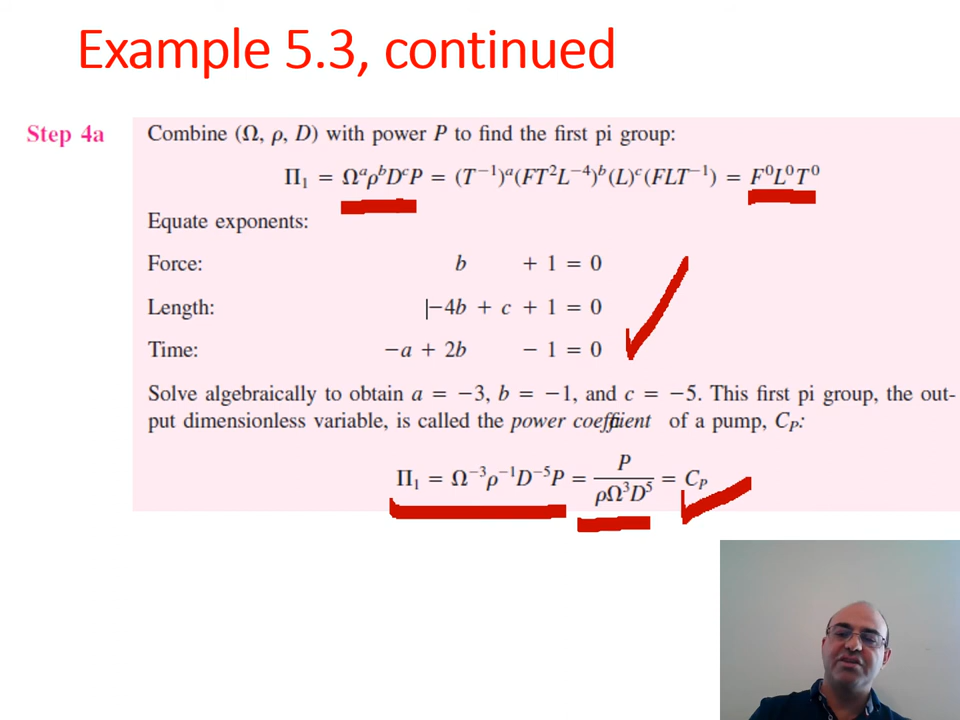 Example 5.3, continued
Step 4a
Combine (Ω, ρ, D) with power P to find the first pi group:
Π₁ = ΩᵃρᵇDᶜP = (T⁻¹)ᵃ(FT²L⁻⁴)ᵇ(L)ᶜ(FLT⁻¹) = F⁰L⁰T⁰
Equate exponents:
Force: b + 1 = 0
Length: |−4b + c + 1 = 0
Time: −a + 2b − 1 = 0
Solve algebraically to obtain a = −3, b = −1, and c = −5. This first pi group, the out-
put dimensionless variable, is called the power coefficient of a pump, C_P:
Π₁ = Ω⁻³ρ⁻¹D⁻⁵P = P / ρΩ³D⁵ = C_P